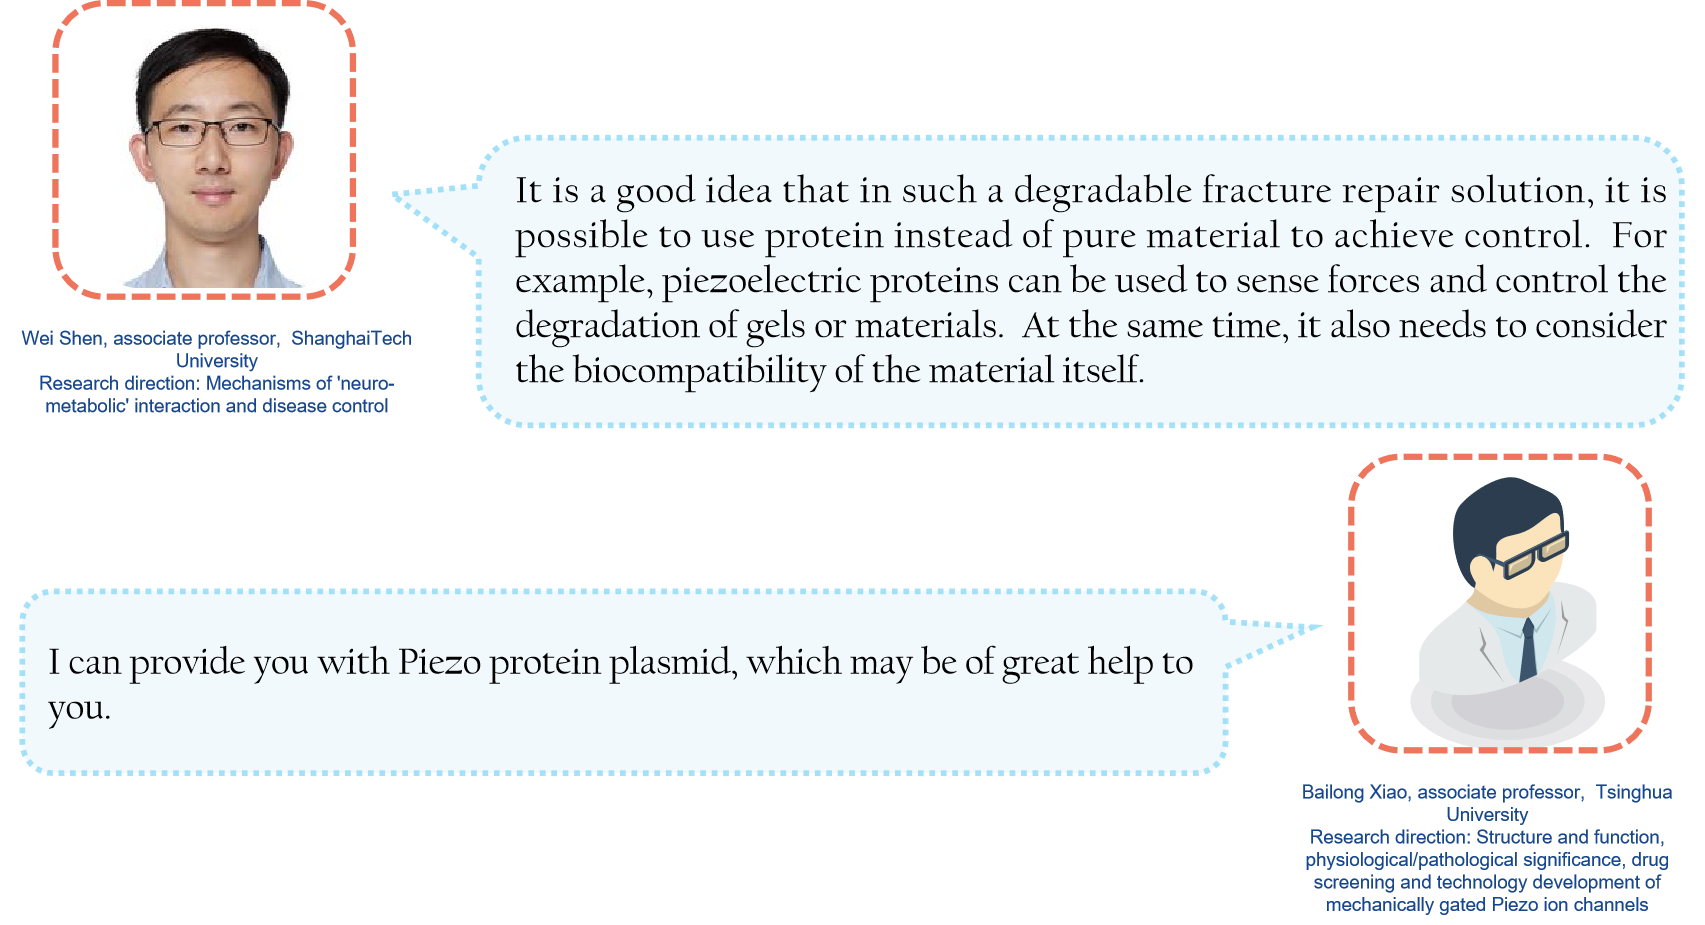 It is a good idea that in such a degradable fracture repair solution, it is
possible to use protein instead of pure material to achieve control.  For
example, piezoelectric proteins can be used to sense forces and control the
degradation of gels or materials.  At the same time, it also needs to consider
the biocompatibility of the material itself.
Wei Shen, associate professor,  ShanghaiTech
University
Research direction: Mechanisms of 'neuro-
metabolic' interaction and disease control
I can provide you with Piezo protein plasmid, which may be of great help to
you.
Bailong Xiao, associate professor,  Tsinghua
University
Research direction: Structure and function,
physiological/pathological significance, drug
screening and technology development of
mechanically gated Piezo ion channels